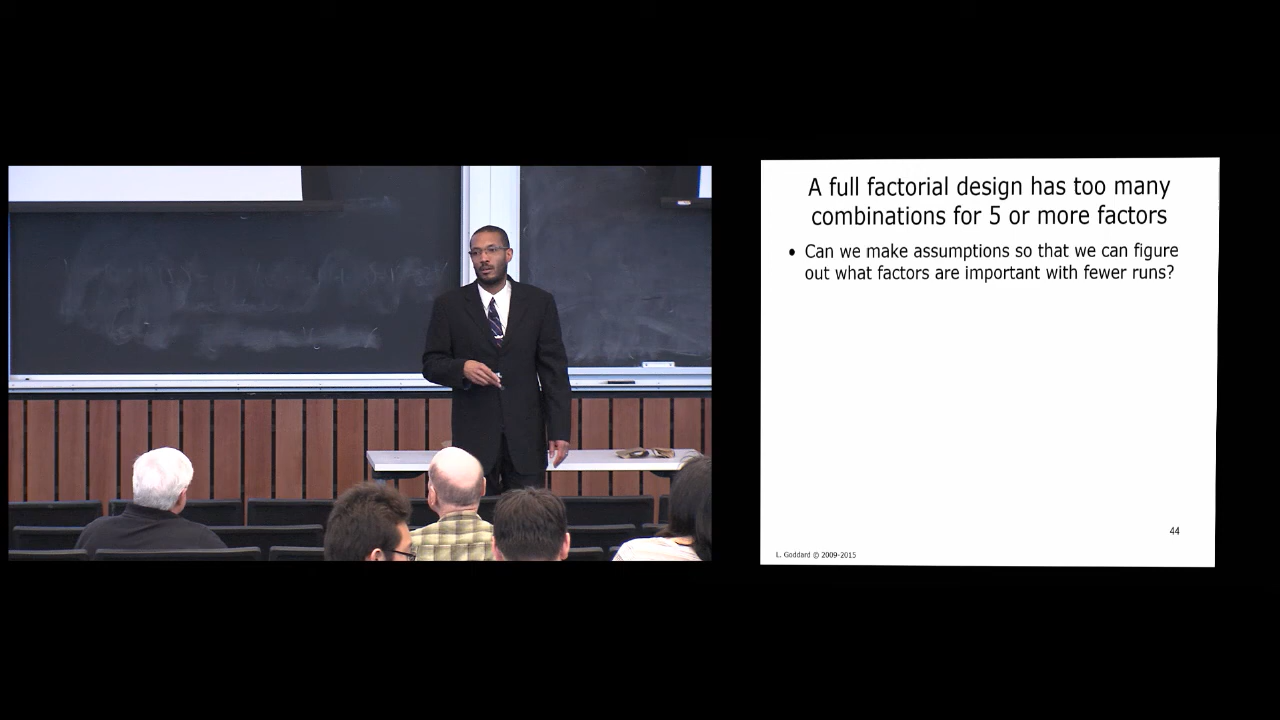 A full factorial design has too many
combinations for 5 or more factors
• Can we make assumptions so that we can figure
out what factors are important with fewer runs?
44
L. Goddard © 2009-2015